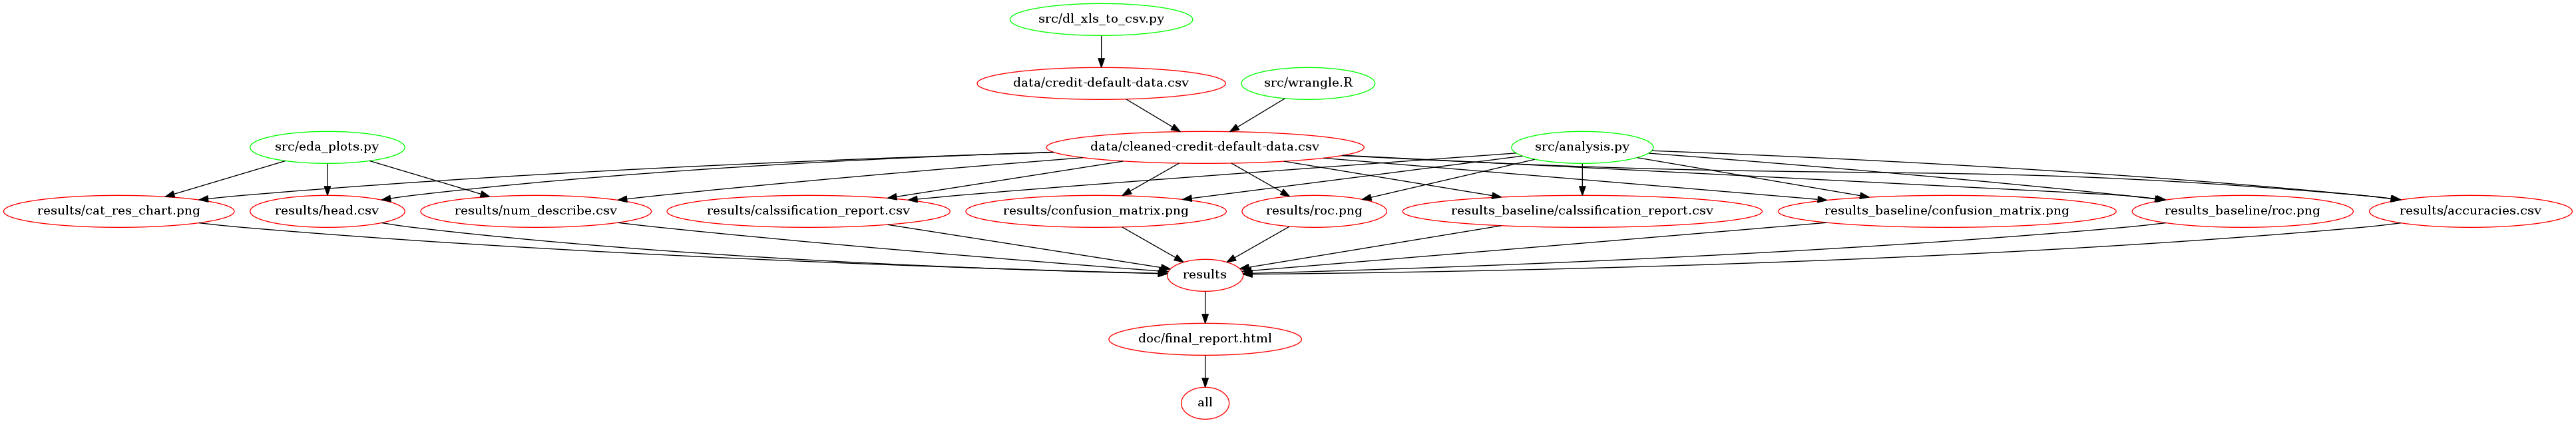 src/dl_xls_to_csv.py
data/credit-default-data.csv
src/wrangle.R
src/eda_plots.py
data/cleaned-credit-default-data.csv
src/analysis.py
results/cat_res_chart.png
results/head.csv
results/num_describe.csv
results/calssification_report.csv
results/confusion_matrix.png
results/roc.png
results_baseline/calssification_report.csv
results_baseline/confusion_matrix.png
results_baseline/roc.png
results/accuracies.csv
results
doc/final_report.html
all